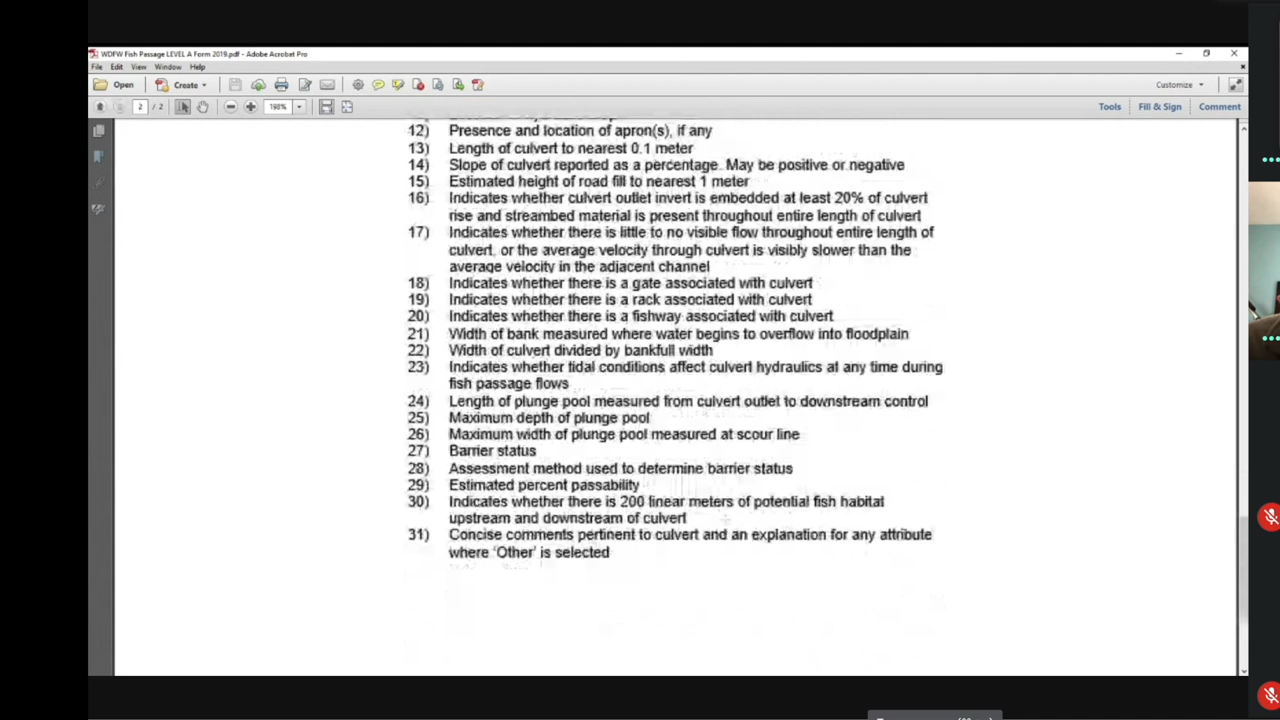 WDFW Fish Passage LEVEL A Form 2019.pdf - Adobe Acrobat Pro
File Edit View Window Help
Open Create Customize
2 / 2 198% Tools Fill & Sign Comment
12) Presence and location of apron(s), if any
13) Length of culvert to nearest 0.1 meter
14) Slope of culvert reported as a percentage. May be positive or negative
15) Estimated height of road fill to nearest 1 meter
16) Indicates whether culvert outlet invert is embedded at least 20% of culvert
rise and streambed material is present throughout entire length of culvert
17) Indicates whether there is little to no visible flow throughout entire length of
culvert, or the average velocity through culvert is visibly slower than the
average velocity in the adjacent channel
18) Indicates whether there is a gate associated with culvert
19) Indicates whether there is a rack associated with culvert
20) Indicates whether there is a fishway associated with culvert
21) Width of bank measured where water begins to overflow into floodplain
22) Width of culvert divided by bankfull width
23) Indicates whether tidal conditions affect culvert hydraulics at any time during
fish passage flows
24) Length of plunge pool measured from culvert outlet to downstream control
25) Maximum depth of plunge pool
26) Maximum width of plunge pool measured at scour line
27) Barrier status
28) Assessment method used to determine barrier status
29) Estimated percent passability
30) Indicates whether there is 200 linear meters of potential fish habitat
upstream and downstream of culvert
31) Concise comments pertinent to culvert and an explanation for any attribute
where ‘Other’ is selected